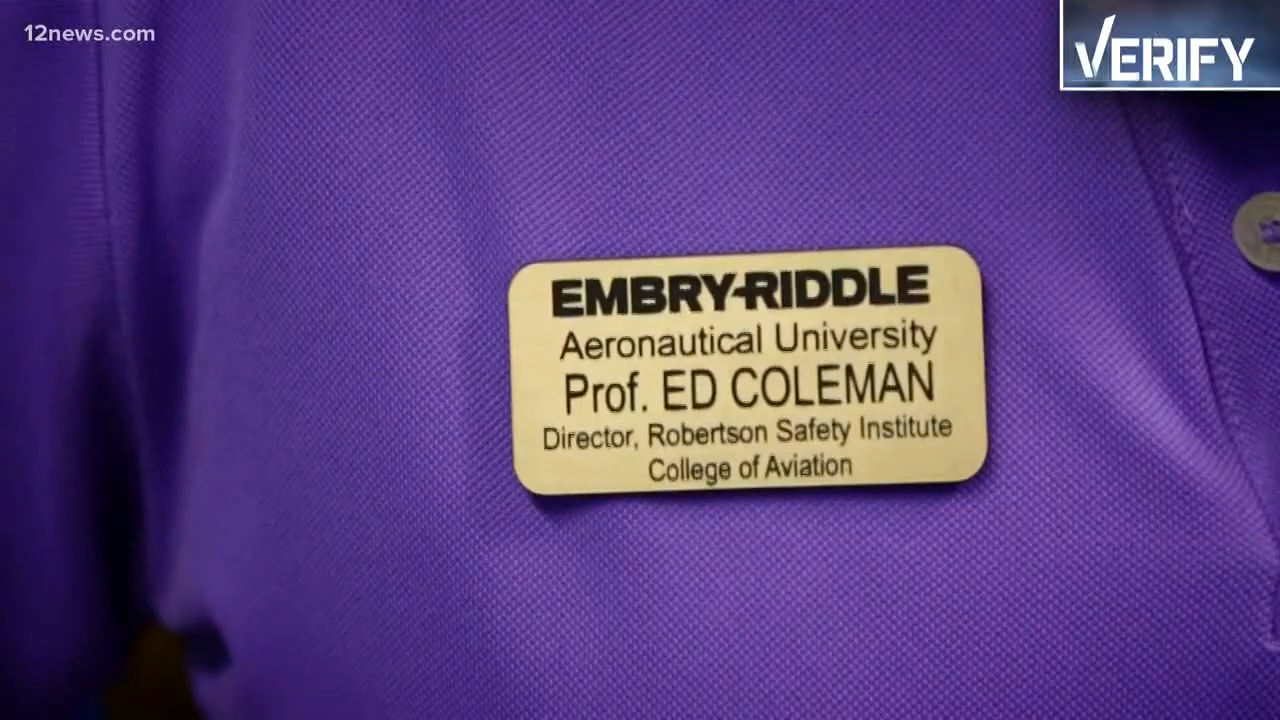 12news.com
VERIFY
EMBRY-RIDDLE
Aeronautical University
Prof. ED COLEMAN
Director, Robertson Safety Institute
College of Aviation